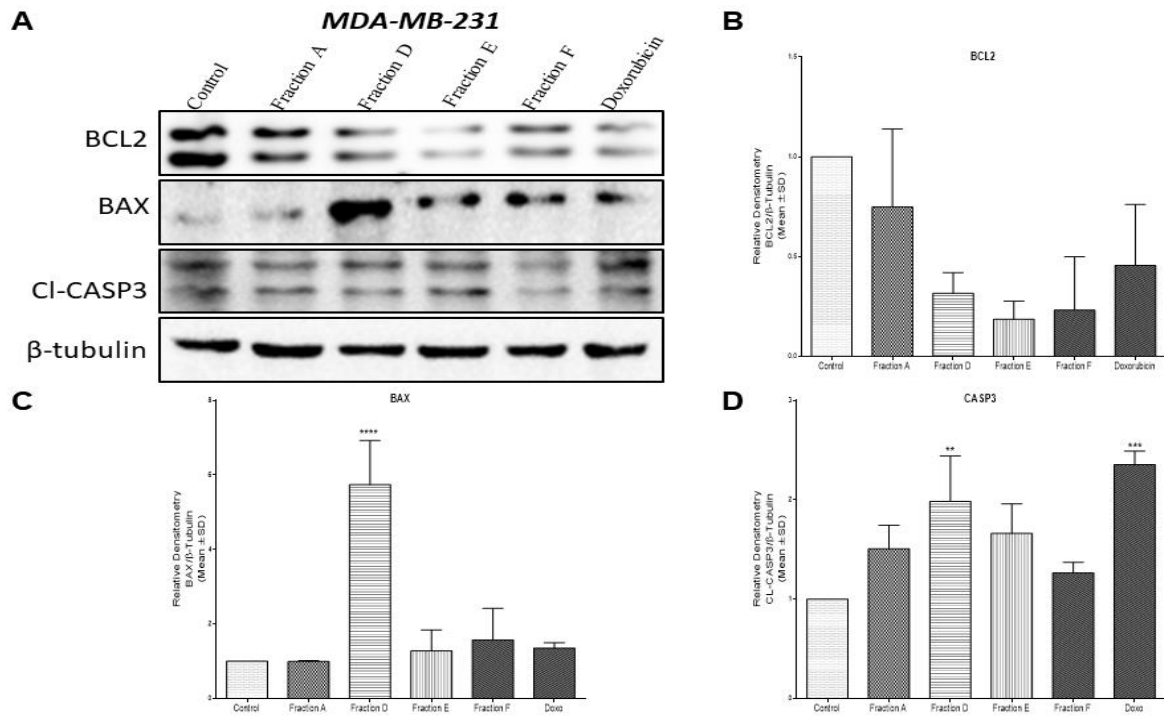 A
MDA-MB-231
Control
Fraction A
Fraction D
Fraction E
Fraction F
Doxorubicin
BCL2
BAX
Cl-CASP3
β-tubulin
B
BCL2
Relative Densitometry
BCL2/β-Tubulin
(Mean ±SD)
1.5
1.0
0.5
0.0
Control Fraction A Fraction D Fraction E Fraction F Doxorubicin
C
BAX
Relative Densitometry
BAX/β-Tubulin
(Mean ±SD)
8
6
4
2
0
****
Control Fraction A Fraction D Fraction E Fraction F Doxo
D
CASP3
Relative Densitometry
CL-CASP3/β-Tubulin
(Mean ±SD)
3
2
1
0
**
***
Control Fraction A Fraction D Fraction E Fraction F Doxo